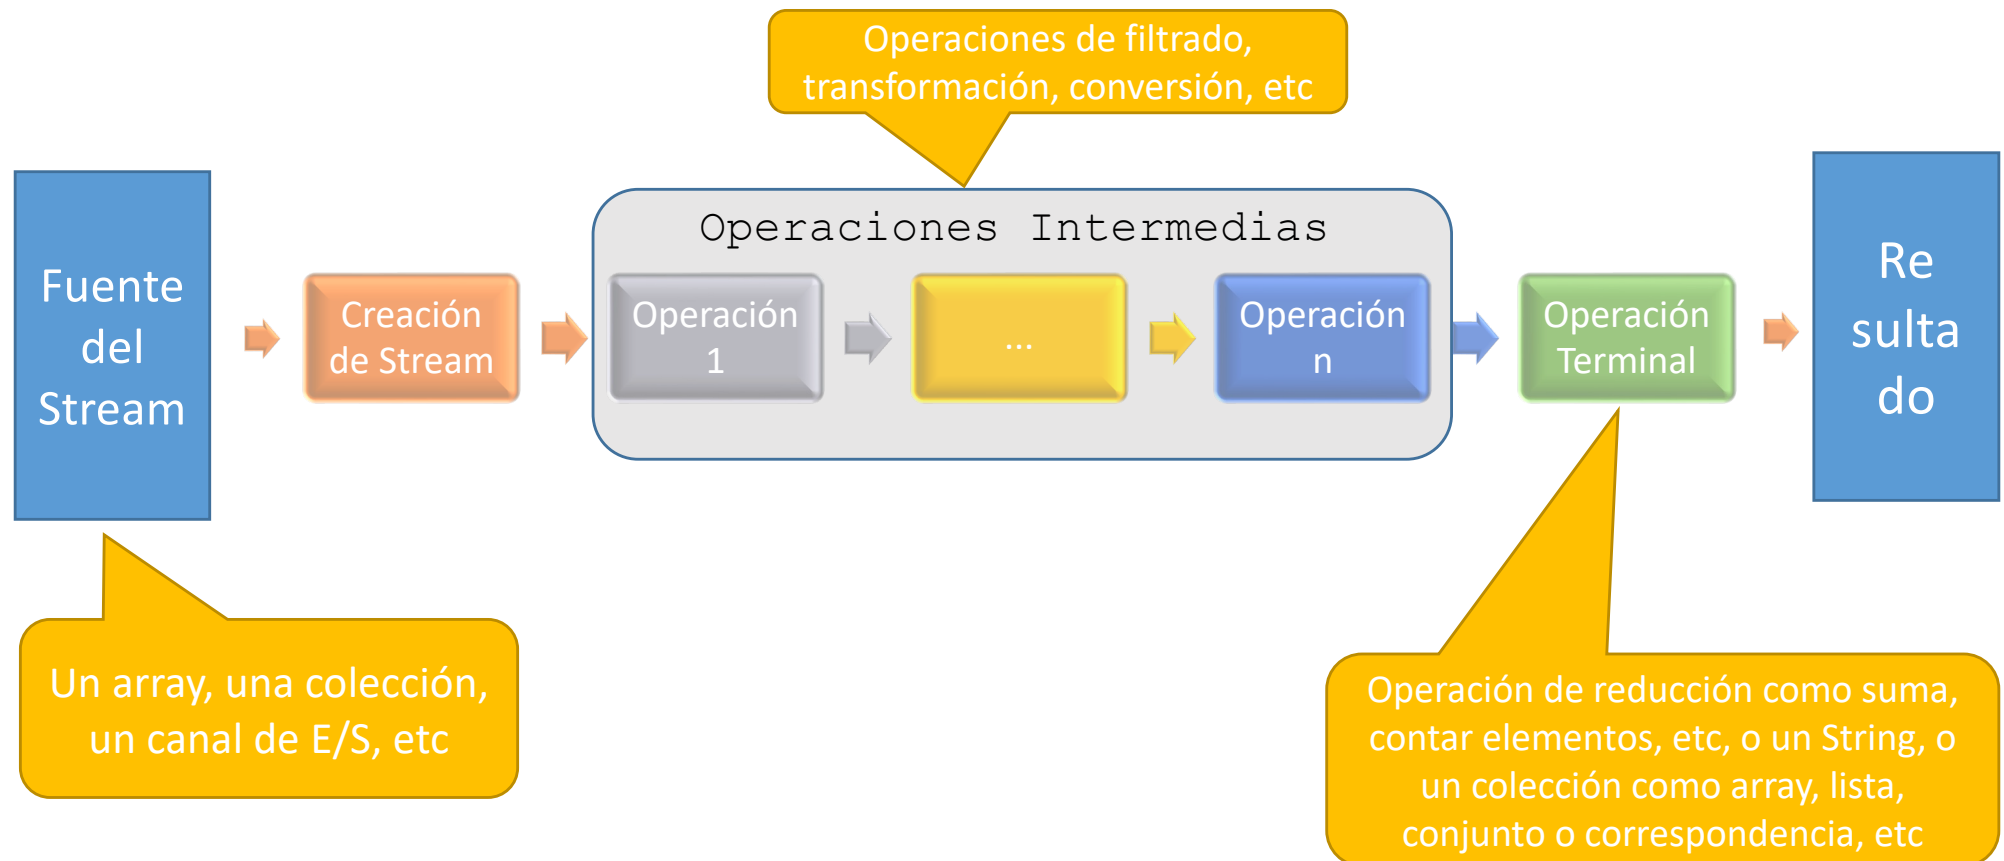 Operaciones de filtrado,
transformación, conversión, etc
Fuente
del
Stream
Creación
de Stream
Operaciones Intermedias
Operación
1
...
Operación
n
Operación
Terminal
Re
sulta
do
Un array, una colección,
un canal de E/S, etc
Operación de reducción como suma,
contar elementos, etc, o un String, o
un colección como array, lista,
conjunto o correspondencia, etc